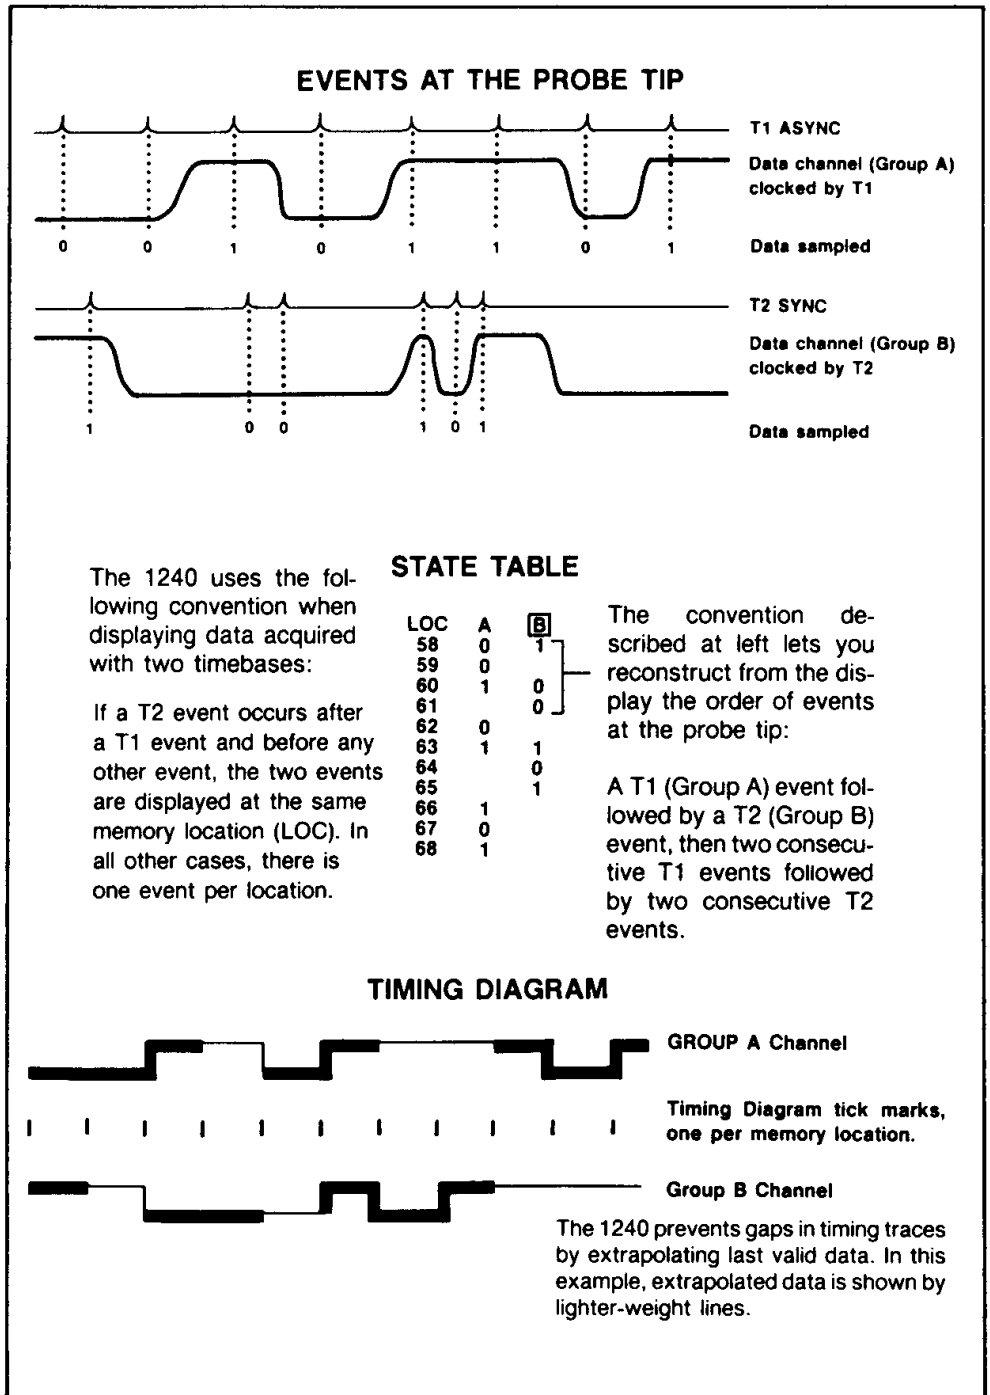 EVENTS AT THE PROBE TIP
T1 ASYNC
Data channel (Group A)
clocked by T1
0 0 1 0 1 1 0 1
Data sampled
T2 SYNC
Data channel (Group B)
clocked by T2
1 0 0 1 0 1
Data sampled
The 1240 uses the fol-
lowing convention when
displaying data acquired
with two timebases:
If a T2 event occurs after
a T1 event and before any
other event, the two events
are displayed at the same
memory location (LOC). In
all other cases, there is
one event per location.
STATE TABLE
LOC A B
58 0 1
59 0
60 1 0
61 0
62 0
63 1 1
64 0
65 1
66 1
67 0
68 1
The convention de-
scribed at left lets you
reconstruct from the dis-
play the order of events
at the probe tip:
A T1 (Group A) event fol-
lowed by a T2 (Group B)
event, then two consecu-
tive T1 events followed
by two consecutive T2
events.
TIMING DIAGRAM
GROUP A Channel
Timing Diagram tick marks,
one per memory location.
Group B Channel
The 1240 prevents gaps in timing traces
by extrapolating last valid data. In this
example, extrapolated data is shown by
lighter-weight lines.